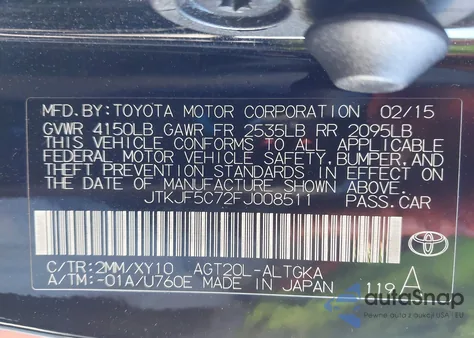 MFD.BY:TOYOTA MOTOR CORPORATION 02/15
GVWR 4150LB GAWR FR 2535LB RR 2095LB
THIS VEHICLE CONFORMS TO ALL APPLICABLE
FEDERAL MOTOR VEHICLE SAFETY,BUMPER,AND
THEFT PREVENTION STANDARDS IN EFFECT ON
THE DATE OF MANUFACTURE SHOWN ABOVE.
JTKJF5C72FJ008511 PASS.CAR
C/TR:2MM/XY10 AGT20L-ALTGKA
A/TM:-01A/U760E MADE IN JAPAN 119A
TOYOTA
autoSnap